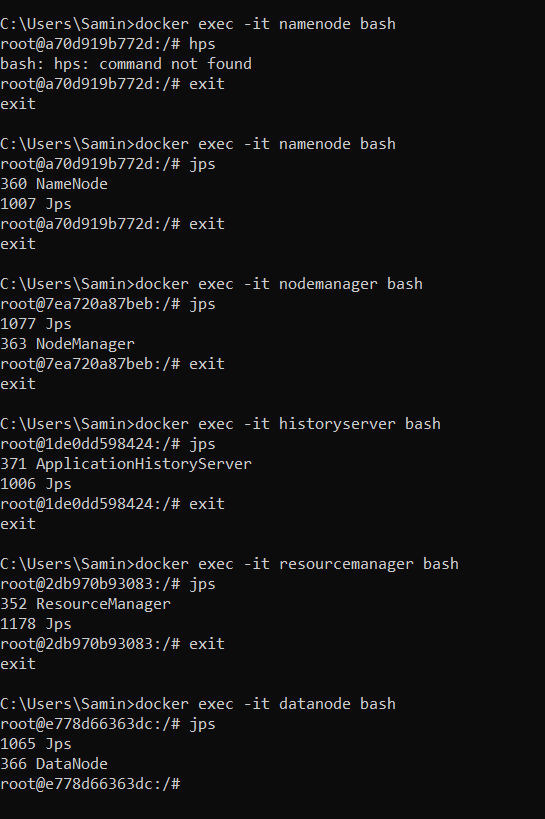 C:\Users\Samin>docker exec -it namenode bash
root@a70d919b772d:/# hps
bash: hps: command not found
root@a70d919b772d:/# exit
exit
C:\Users\Samin>docker exec -it namenode bash
root@a70d919b772d:/# jps
360 NameNode
1007 Jps
root@a70d919b772d:/# exit
exit
C:\Users\Samin>docker exec -it nodemanager bash
root@7ea720a87beb:/# jps
1077 Jps
363 NodeManager
root@7ea720a87beb:/# exit
exit
C:\Users\Samin>docker exec -it historyserver bash
root@1de0dd598424:/# jps
371 ApplicationHistoryServer
1006 Jps
root@1de0dd598424:/# exit
exit
C:\Users\Samin>docker exec -it resourcemanager bash
root@2db970b93083:/# jps
352 ResourceManager
1178 Jps
root@2db970b93083:/# exit
exit
C:\Users\Samin>docker exec -it datanode bash
root@e778d66363dc:/# jps
1065 Jps
366 DataNode
root@e778d66363dc:/#